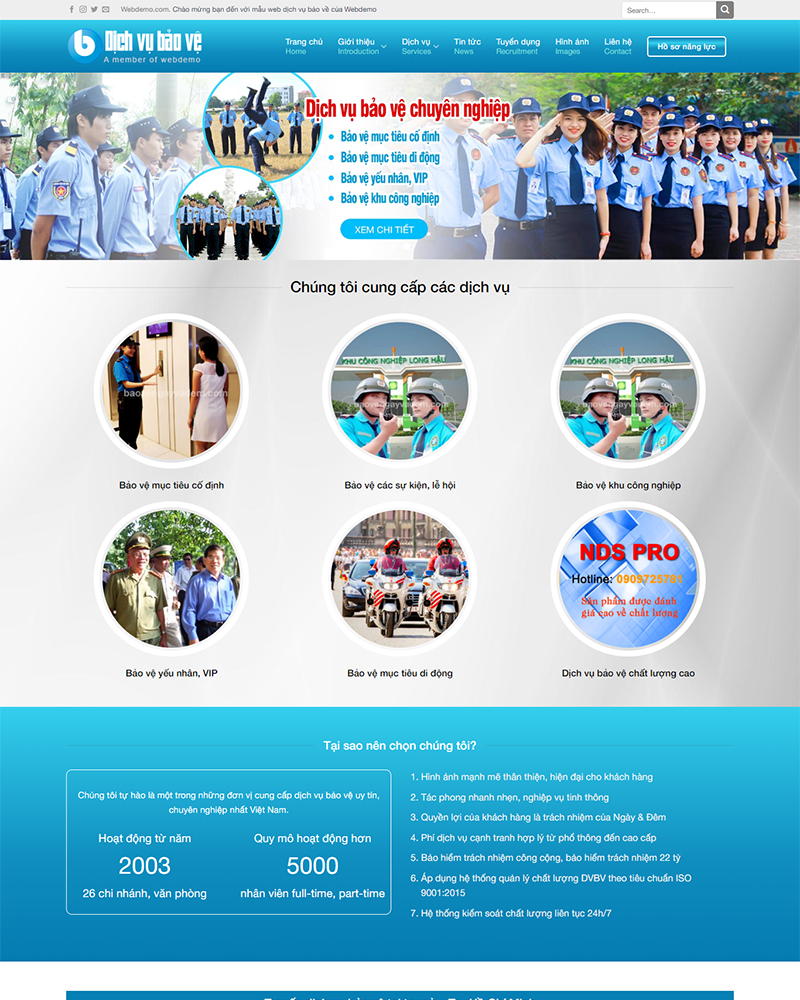 Webdemo.com. Chào mừng bạn đến với mẫu web dịch vụ bảo về của Webdemo
Search...
Dịch vụ bảo vệ
A member of webdemo
Trang chủ
Home
Giới thiệu
Introduction
Dịch vụ
Services
Tin tức
News
Tuyển dụng
Recruitment
Hình ảnh
Images
Liên hệ
Contact
Hồ sơ năng lực
Dịch vụ bảo vệ chuyên nghiệp
Bảo vệ mục tiêu cố định
Bảo vệ mục tiêu di động
Bảo vệ yếu nhân, VIP
Bảo vệ khu công nghiệp
XEM CHI TIẾT
Chúng tôi cung cấp các dịch vụ
KHU CÔNG NGHIỆP LONG HẬU
KHU CÔNG NGHIỆP LONG HẬU
Bảo vệ mục tiêu cố định
Bảo vệ các sự kiện, lễ hội
Bảo vệ khu công nghiệp
NDS PRO
Hotline:
Sản phẩm được đánh
giá cao về chất lượng
Bảo vệ yếu nhân, VIP
Bảo vệ mục tiêu di động
Dịch vụ bảo vệ chất lượng cao
Tại sao nên chọn chúng tôi?
Chúng tôi tự hào là một trong những đơn vị cung cấp dịch vụ bảo vệ uy tín,
chuyên nghiệp nhất Việt Nam.
Hoạt động từ năm
2003
26 chi nhánh, văn phòng
Quy mô hoạt động hơn
5000
nhân viên full-time, part-time
1. Hình ảnh mạnh mẽ thân thiện, hiện đại cho khách hàng
2. Tác phong nhanh nhẹn, nghiệp vụ tinh thông
3. Quyền lợi của khách hàng là trách nhiệm của Ngày & Đêm
4. Phí dịch vụ cạnh tranh hợp lý từ phổ thông đến cao cấp
5. Bảo hiểm trách nhiệm công cộng, bảo hiểm trách nhiệm 22 tỷ
6. Áp dụng hệ thống quản lý chất lượng DVBV theo tiêu chuẩn ISO
9001:2015
7. Hệ thống kiểm soát chất lượng liên tục 24h/7